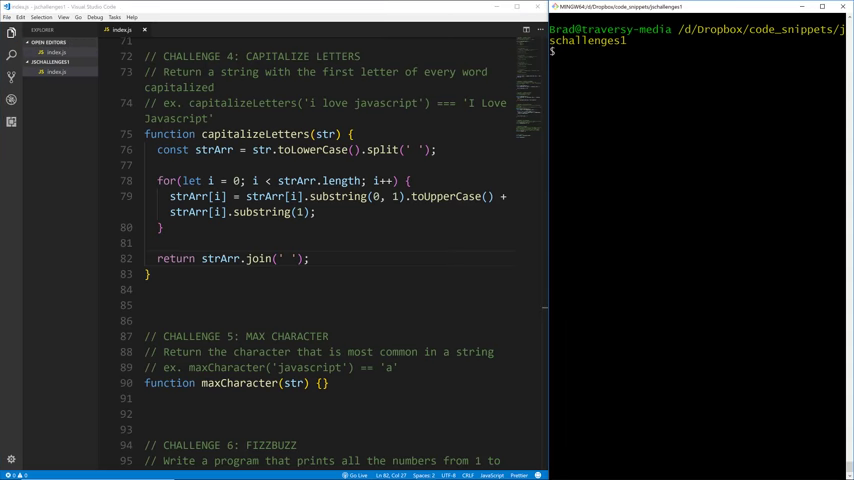 index.js - jschallenges1 - Visual Studio Code
File Edit Selection View Go Debug Tasks Help
EXPLORER
OPEN EDITORS
index.js
JSCHALLENGES1
index.js
index.js
71
72 // CHALLENGE 4: CAPITALIZE LETTERS
73 // Return a string with the first letter of every word
capitalized
74 // ex. capitalizeLetters('i love javascript') === 'I Love
Javascript'
75 function capitalizeLetters(str) {
76 const strArr = str.toLowerCase().split(' ');
77
78 for(let i = 0; i < strArr.length; i++) {
79 strArr[i] = strArr[i].substring(0, 1).toUpperCase() +
strArr[i].substring(1);
80 }
81
82 return strArr.join(' ');
83 }
84
85
86
87 // CHALLENGE 5: MAX CHARACTER
88 // Return the character that is most common in a string
89 // ex. maxCharacter('javascript') == 'a'
90 function maxCharacter(str) {}
91
92
93
94 // CHALLENGE 6: FIZZBUZZ
95 // Write a program that prints all the numbers from 1 to
0 0 Go Live Ln 82, Col 27 Spaces: 2 UTF-8 CRLF JavaScript Prettier
MINGW64:/d/Dropbox/code_snippets/jschallenges1
Brad@traversy-media /d/Dropbox/code_snippets/j
schallenges1
$